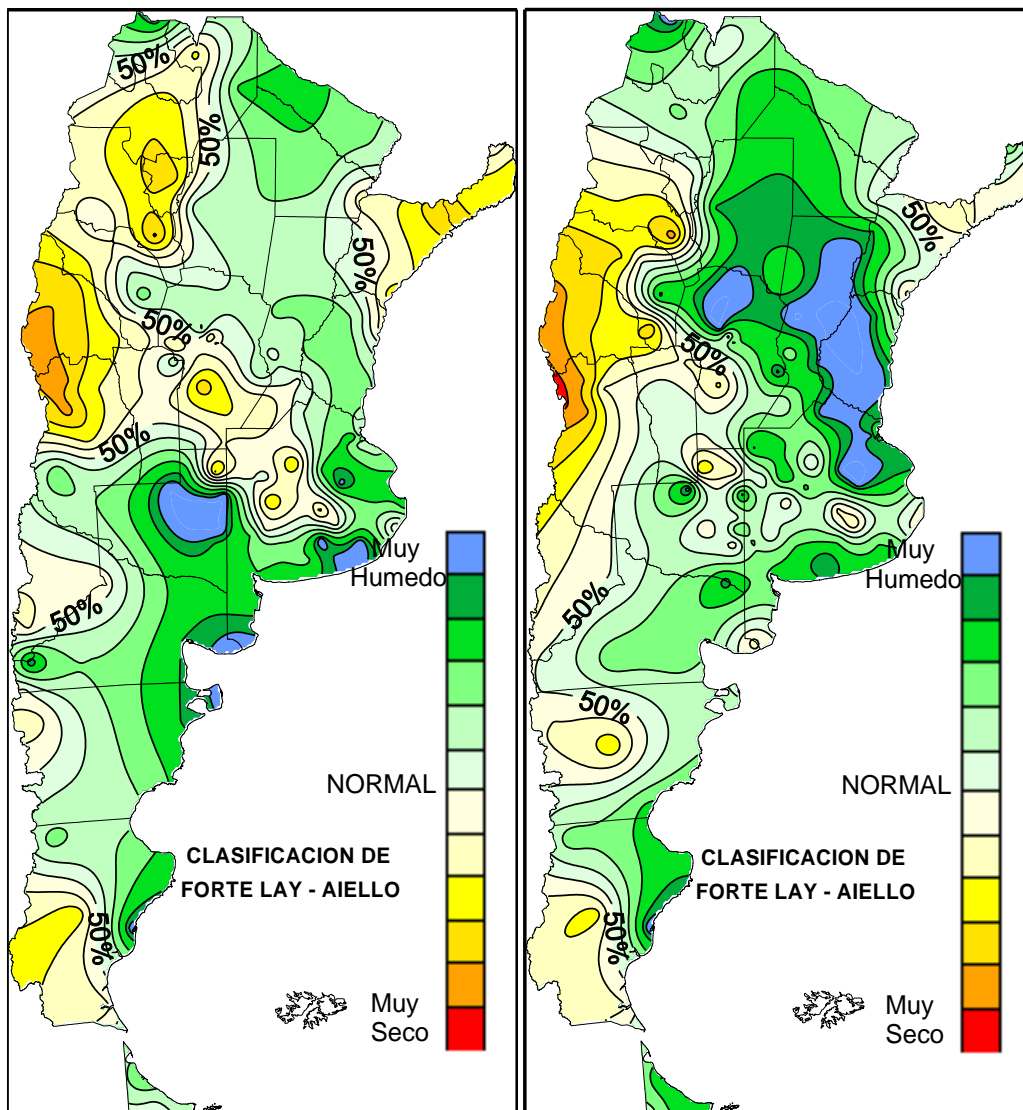 50%
50%
50%
50%
50%
50%
50%
Muy
Humedo
NORMAL
CLASIFICACION DE
FORTE LAY - AIELLO
Muy
Seco
50%
50%
50%
50%
Muy
Humedo
NORMAL
CLASIFICACION DE
FORTE LAY - AIELLO
Muy
Seco